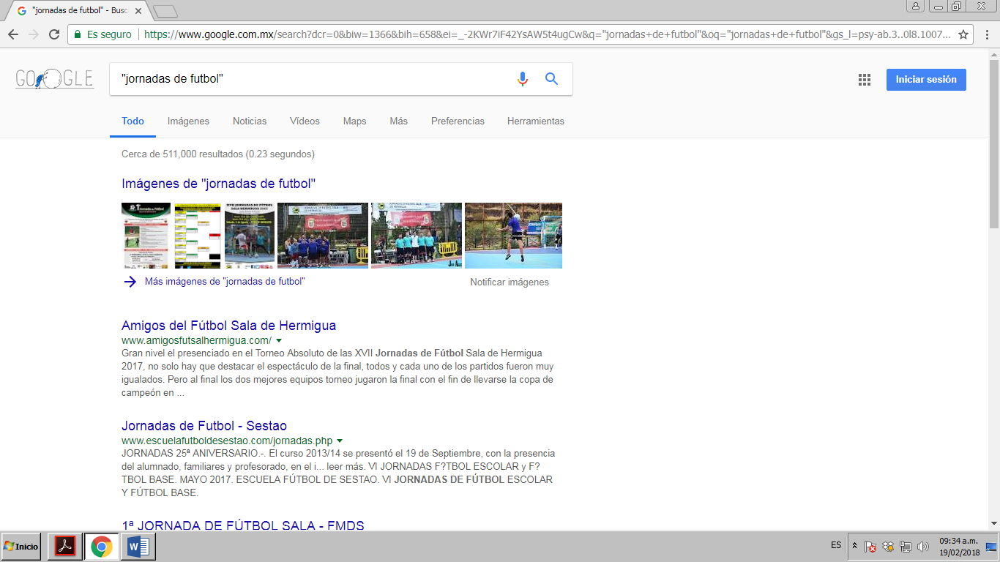 "jornadas de futbol" - Busc
Es seguro
https://www.google.com.mx/search?dcr=0&biw=1366&bih=658&ei=_-2KWr7iF42YsAW5t4ugCw&q="jornadas+de+futbol"&oq="jornadas+de+futbol"&gs_l=psy-ab.3..0l8.1007...
GOOGLE
"jornadas de futbol"
Iniciar sesión
Todo Imágenes Noticias Vídeos Maps Más Preferencias Herramientas
Cerca de 511,000 resultados (0.23 segundos)
Imágenes de "jornadas de futbol"
XVII JORNADAS DE FÚTBOL
SALA HERMIGUA 2017
Más imágenes de "jornadas de futbol"
Notificar imágenes
Amigos del Fútbol Sala de Hermigua
www.amigosfutsalhermigua.com/
Gran nivel el presenciado en el Torneo Absoluto de las XVII Jornadas de Fútbol Sala de Hermigua
2017, no solo hay que destacar el espectáculo de la final, todos y cada uno de los partidos fueron muy
igualados. Pero al final los dos mejores equipos torneo jugaron la final con el fin de llevarse la copa de
campeón en ...
Jornadas de Futbol - Sestao
www.escuelafutboldesestao.com/jornadas.php
JORNADAS 25ª ANIVERSARIO.-. El curso 2013/14 se presentó el 19 de Septiembre, con la presencia
del alumnado, familiares y profesorado, en el i... leer más. VI JORNADAS F?TBOL ESCOLAR y F?
TBOL BASE. MAYO 2017. ESCUELA FÚTBOL DE SESTAO. VI JORNADAS DE FÚTBOL ESCOLAR
Y FÚTBOL BASE.
1ª JORNADA DE FÚTBOL SALA - FMDS
Inicio
ES
09:34 a.m.
19/02/2018